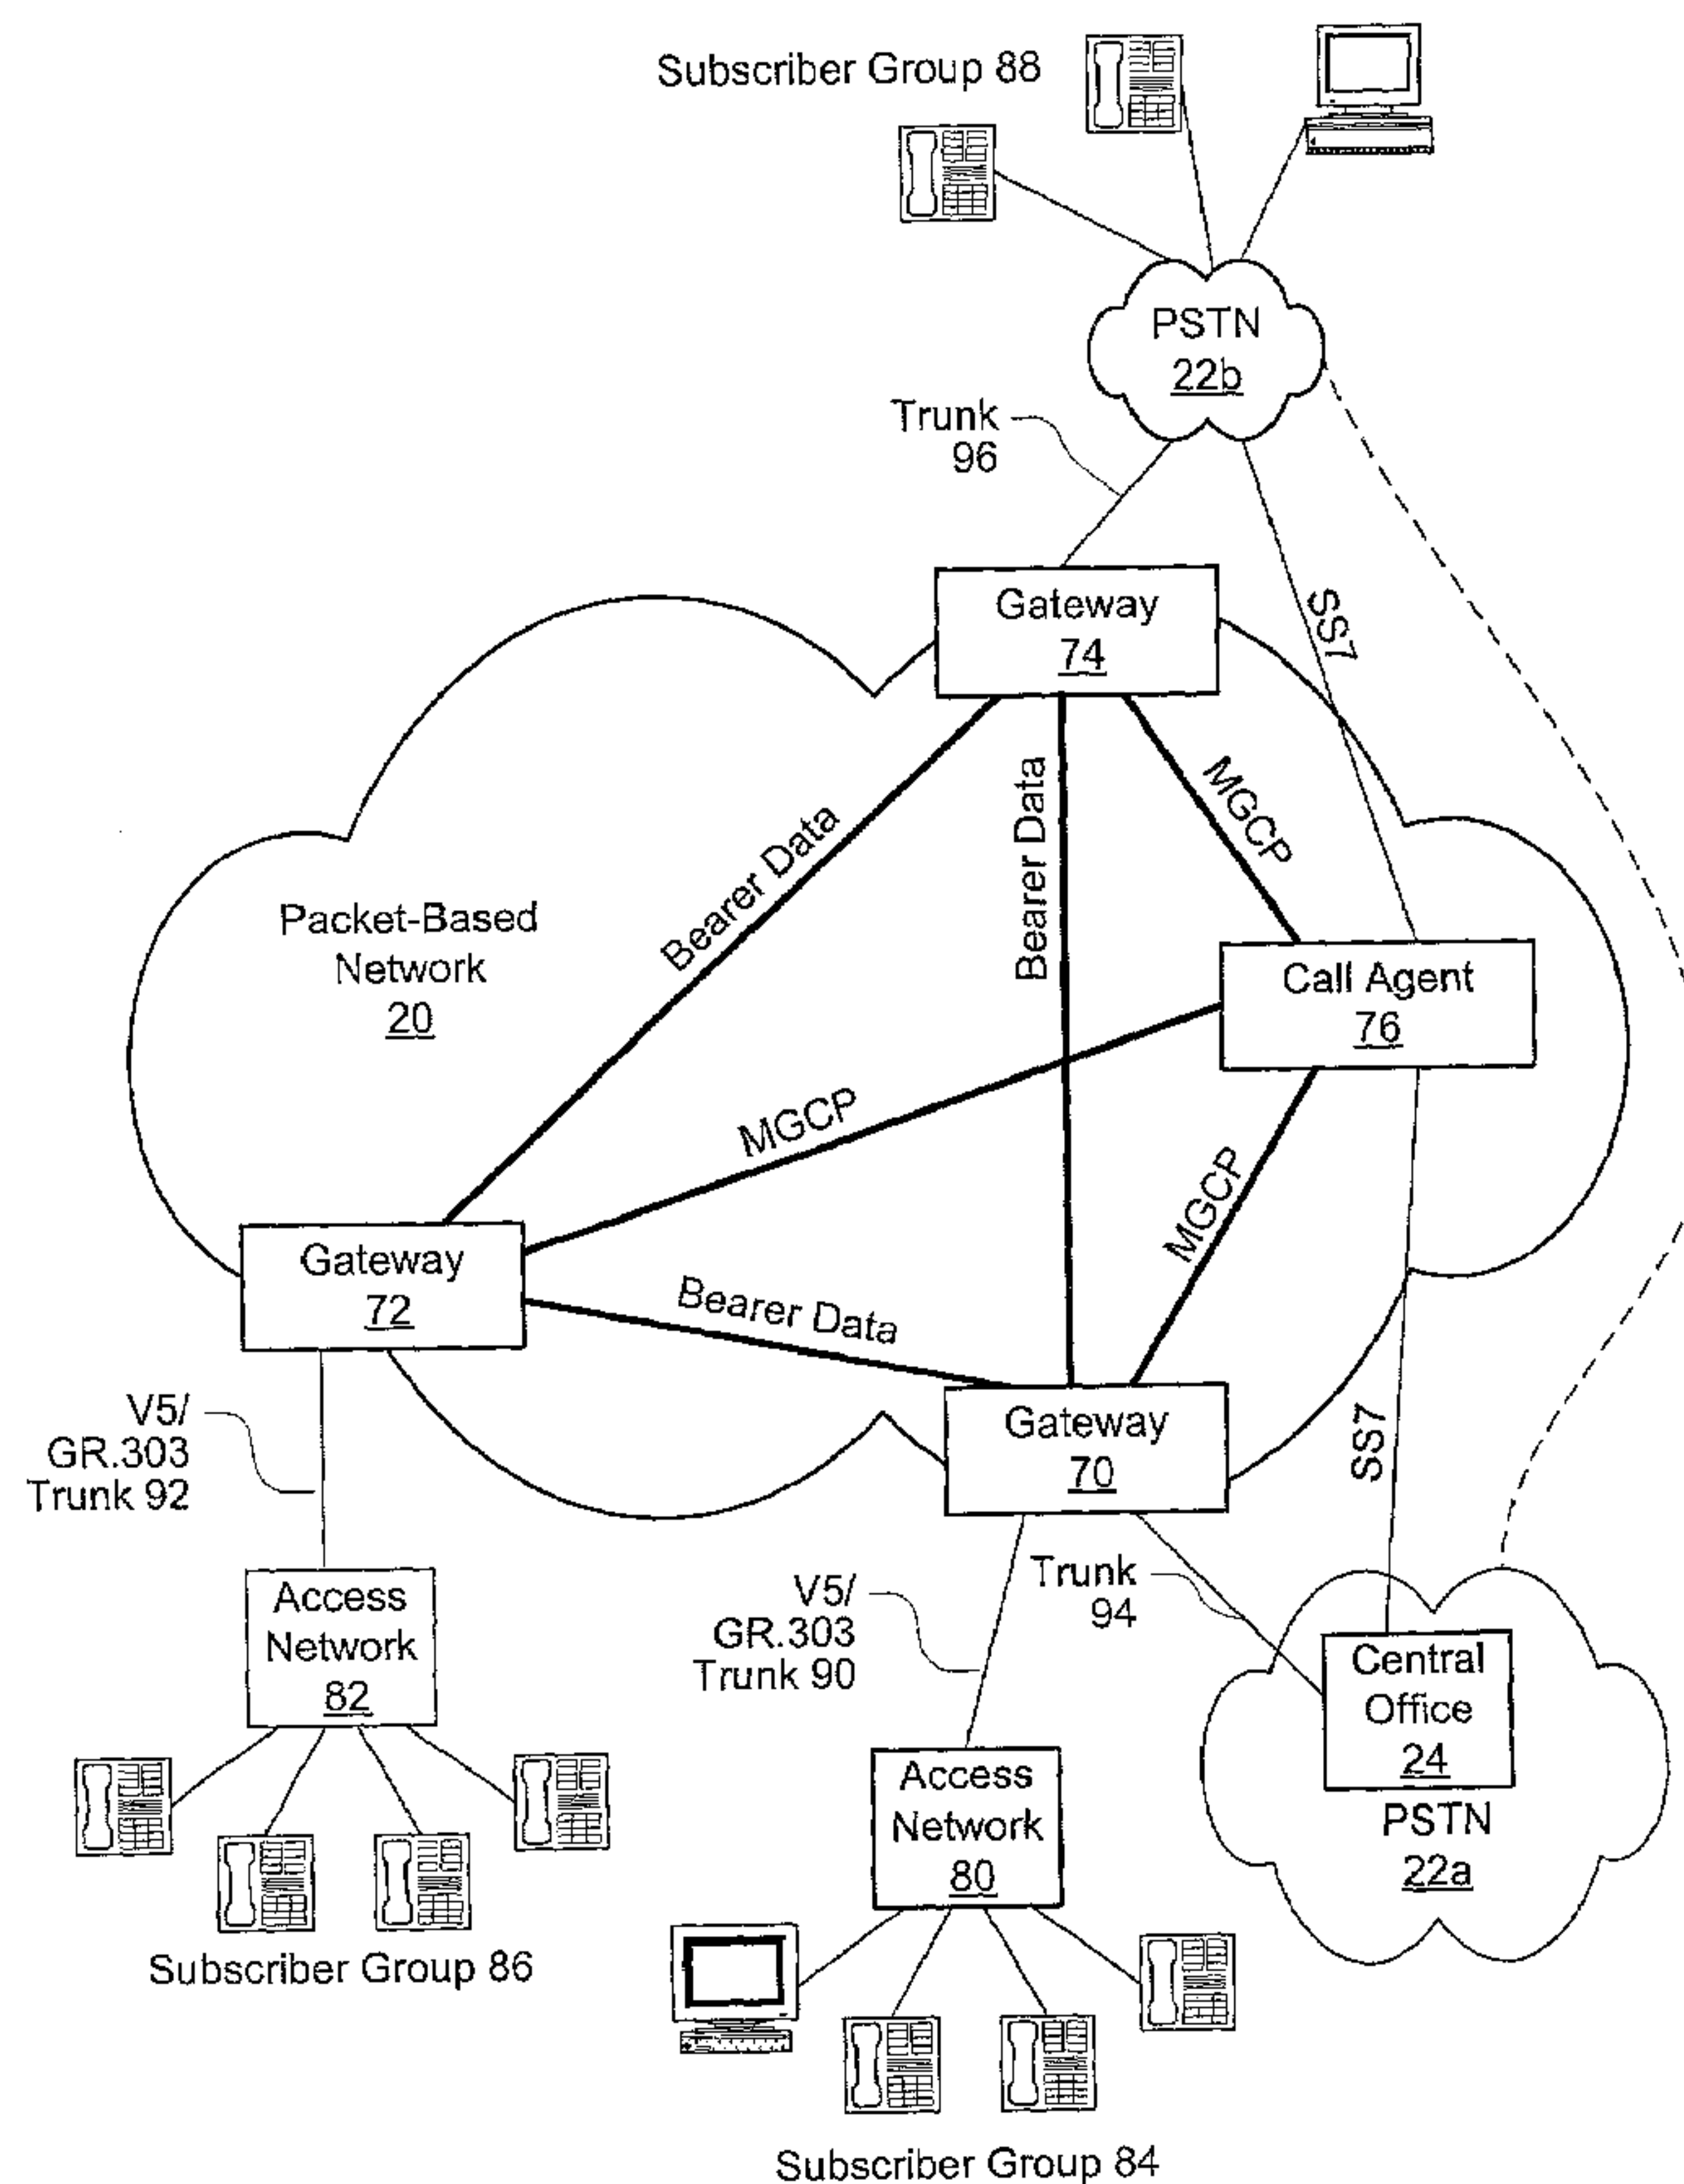 Subscriber Group 88
PSTN
22b
Trunk
96
Gateway
74
SS7
Bearer Data
Bearer Data
MGCP
Packet-Based
Network
20
Call Agent
76
MGCP
MGCP
Gateway
72
Bearer Data
Gateway
70
SS7
V5/
GR.303
Trunk 92
Access
Network
82
V5/
GR.303
Trunk 90
Trunk
94
Central
Office
24
PSTN
22a
Access
Network
80
Subscriber Group 86
Subscriber Group 84